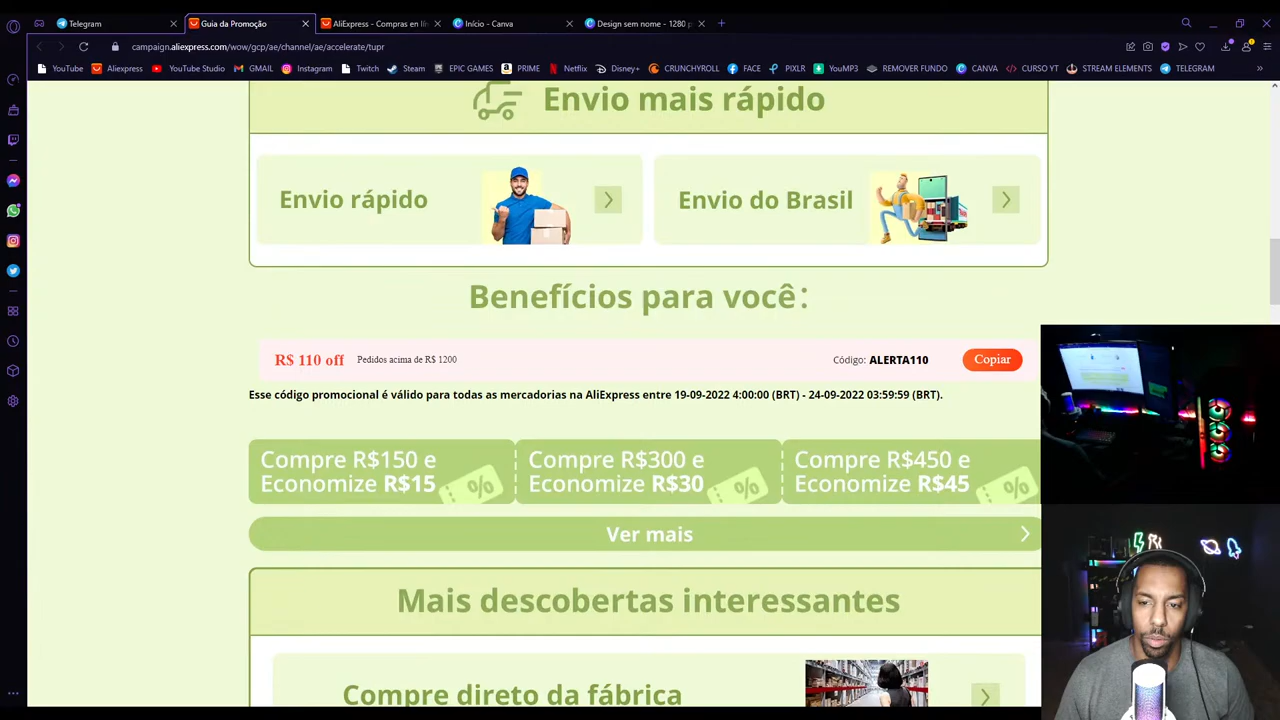 Telegram
Guia da Promoção
AliExpress - Compras en lín
Início - Canva
Design sem nome - 1280 p
campaign.aliexpress.com/wow/gcp/ae/channel/ae/accelerate/tupr
YouTube
Aliexpress
YouTube Studio
GMAIL
Instagram
Twitch
Steam
EPIC GAMES
PRIME
Netflix
Disney+
CRUNCHYROLL
FACE
PIXLR
YouMP3
REMOVER FUNDO
CANVA
CURSO YT
STREAM ELEMENTS
TELEGRAM
Envio mais rápido
Envio rápido
Envio do Brasil
Benefícios para você:
R$ 110 off Pedidos acima de R$ 1200 Código: ALERTA110 Copiar
Esse código promocional é válido para todas as mercadorias na AliExpress entre 19-09-2022 4:00:00 (BRT) - 24-09-2022 03:59:59 (BRT).
Compre R$150 e
Economize R$15
%
Compre R$300 e
Economize R$30
%
Compre R$450 e
Economize R$45
%
Ver mais
Mais descobertas interessantes
Compre direto da fábrica